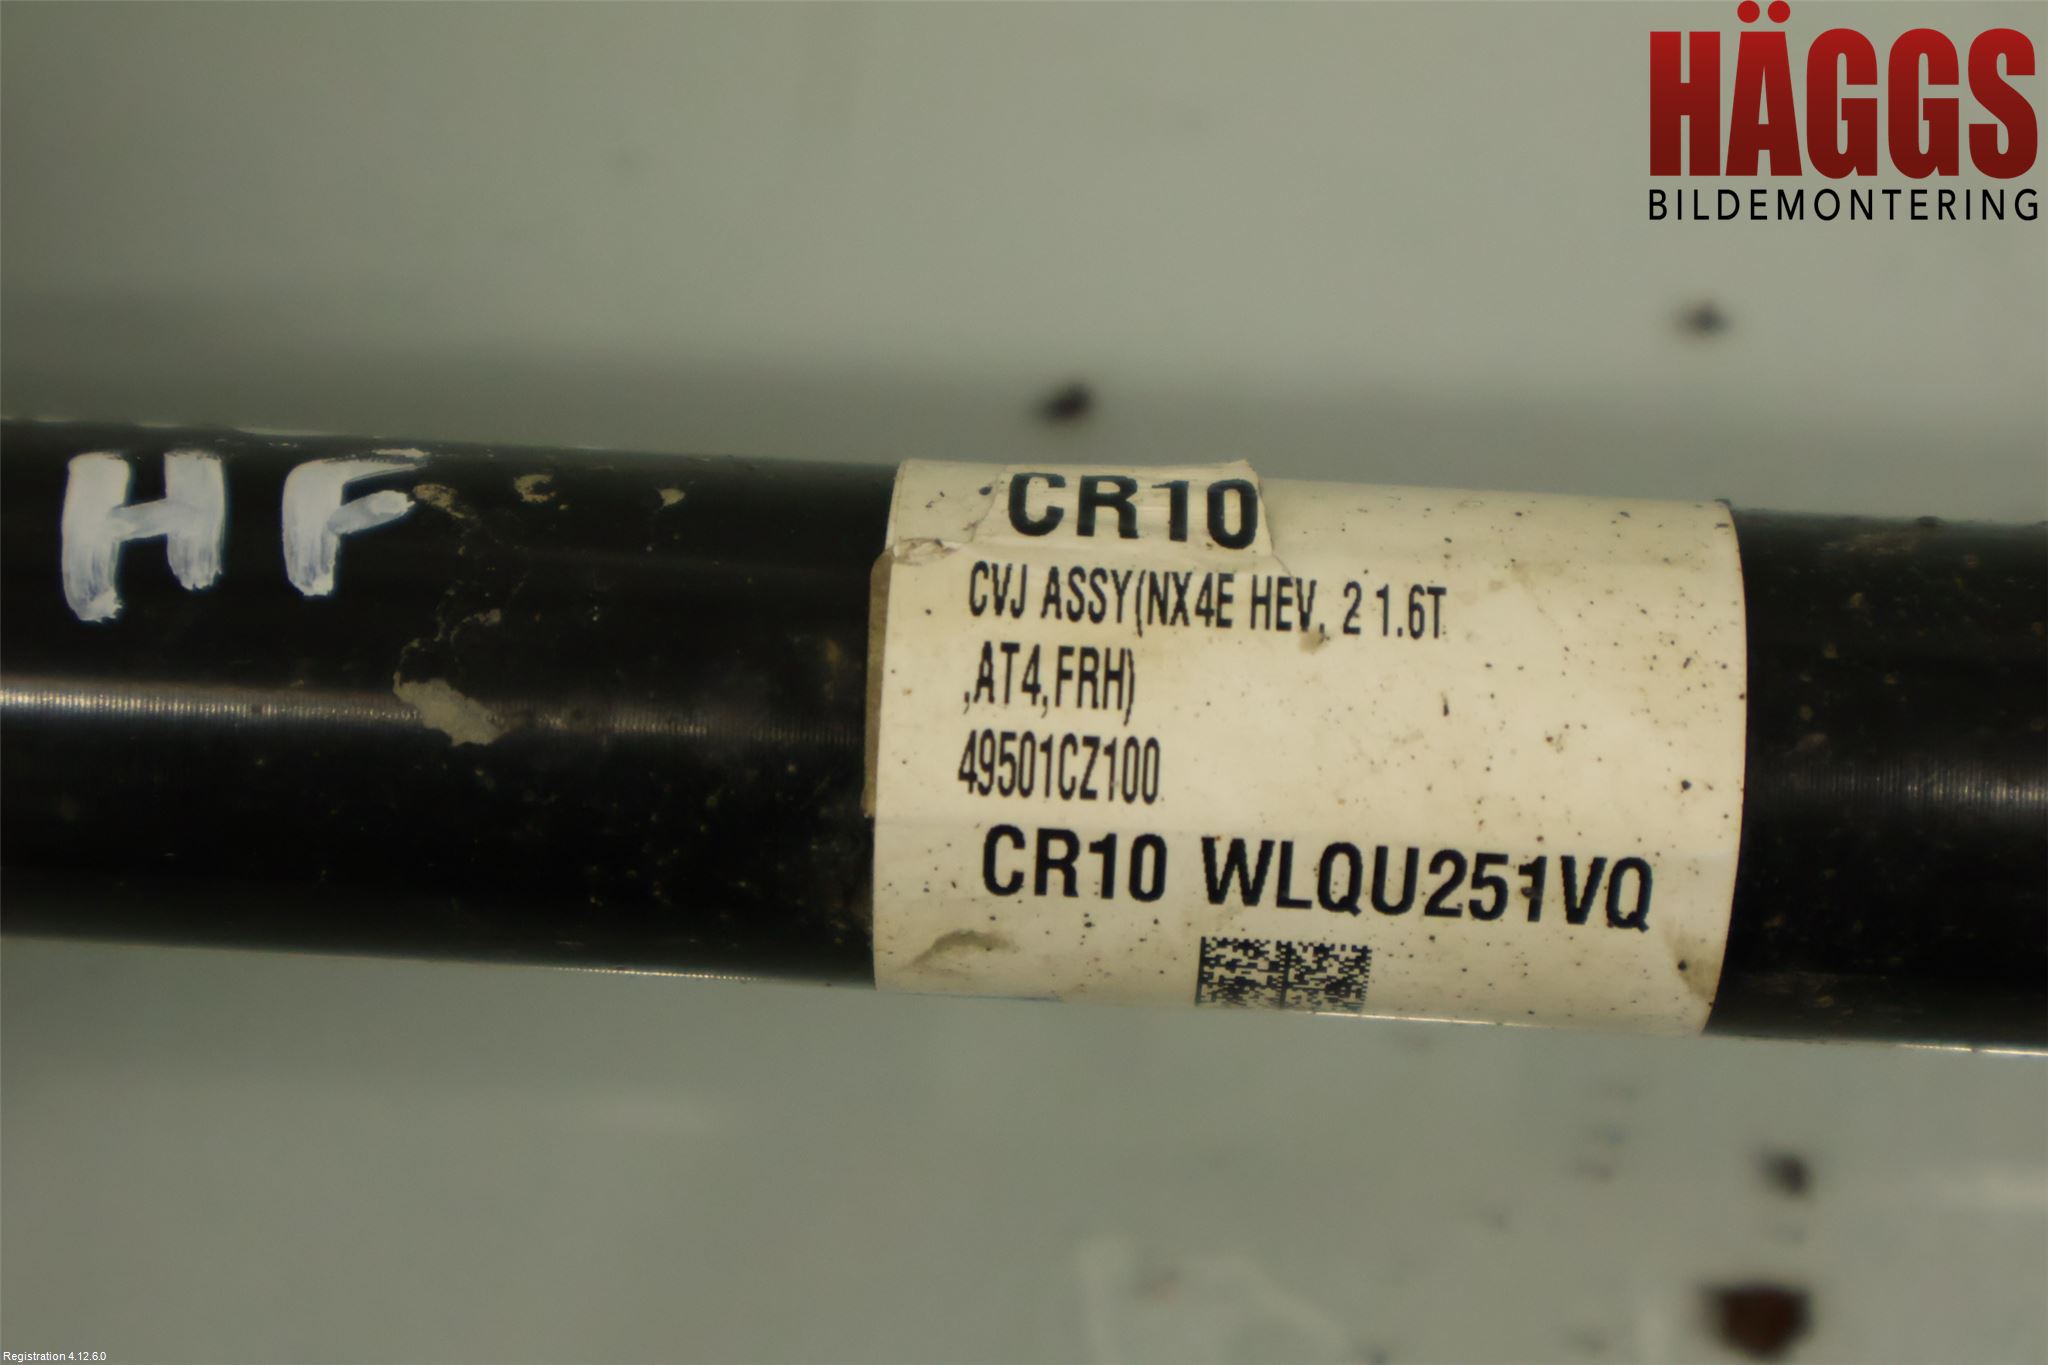 HÄGGS
BILDEMONTERING
HF
CR10
CVJ ASSY(NX4E HEV, 2 1.6T
,AT4,FRH)
49501CZ100
CR10 WLQU251VQ
Registration 4.12.6.0